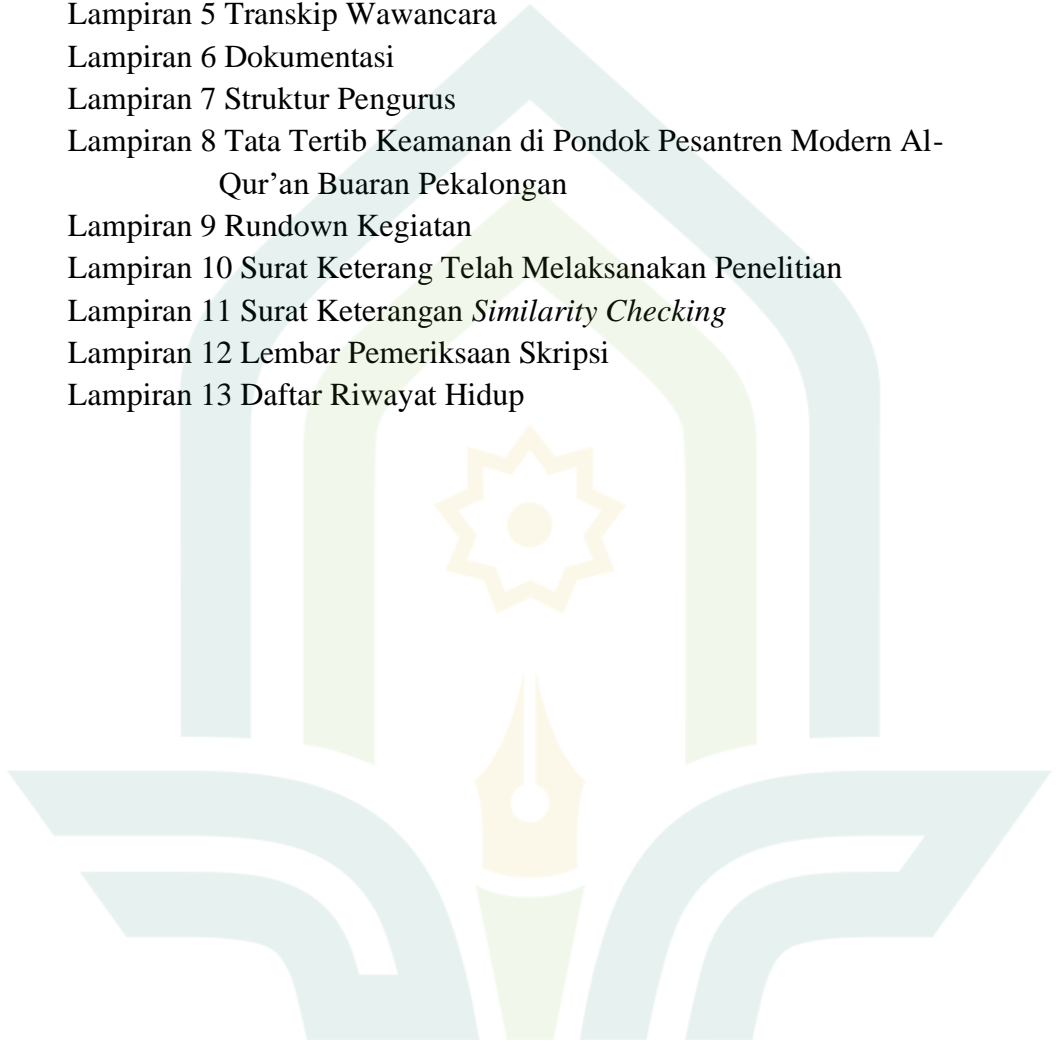 Lampiran 5 Transkip Wawancara
Lampiran 6 Dokumentasi
Lampiran 7 Struktur Pengurus
Lampiran 8 Tata Tertib Keamanan di Pondok Pesantren Modern Al-
Qur’an Buaran Pekalongan
Lampiran 9 Rundown Kegiatan
Lampiran 10 Surat Keterang Telah Melaksanakan Penelitian
Lampiran 11 Surat Keterangan Similarity Checking
Lampiran 12 Lembar Pemeriksaan Skripsi
Lampiran 13 Daftar Riwayat Hidup